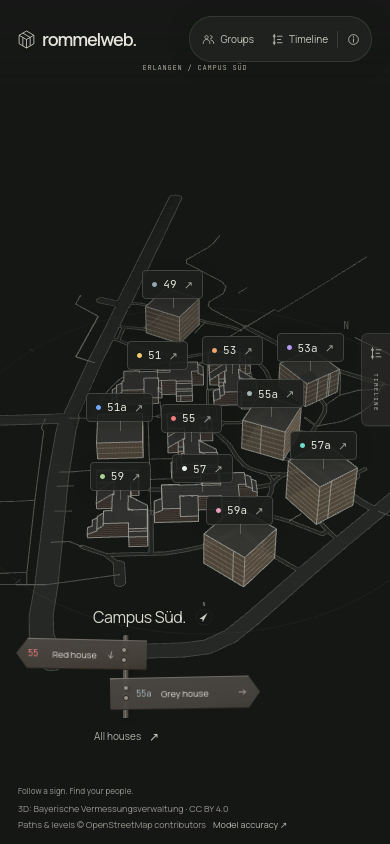 rommelweb.
Groups
Timeline
ERLANGEN / CAMPUS SÜD
49 ↗
51 ↗
53 ↗
53a ↗
N
TIMELINE
51a ↗
55 ↗
55a ↗
57a ↗
59 ↗
57 ↗
59a ↗
Campus Süd.
55 Red house ↓
55a Grey house →
All houses ↗
Follow a sign. Find your people.
3D: Bayerische Vermessungsverwaltung · CC BY 4.0
Paths & levels © OpenStreetMap contributors Model accuracy ↗